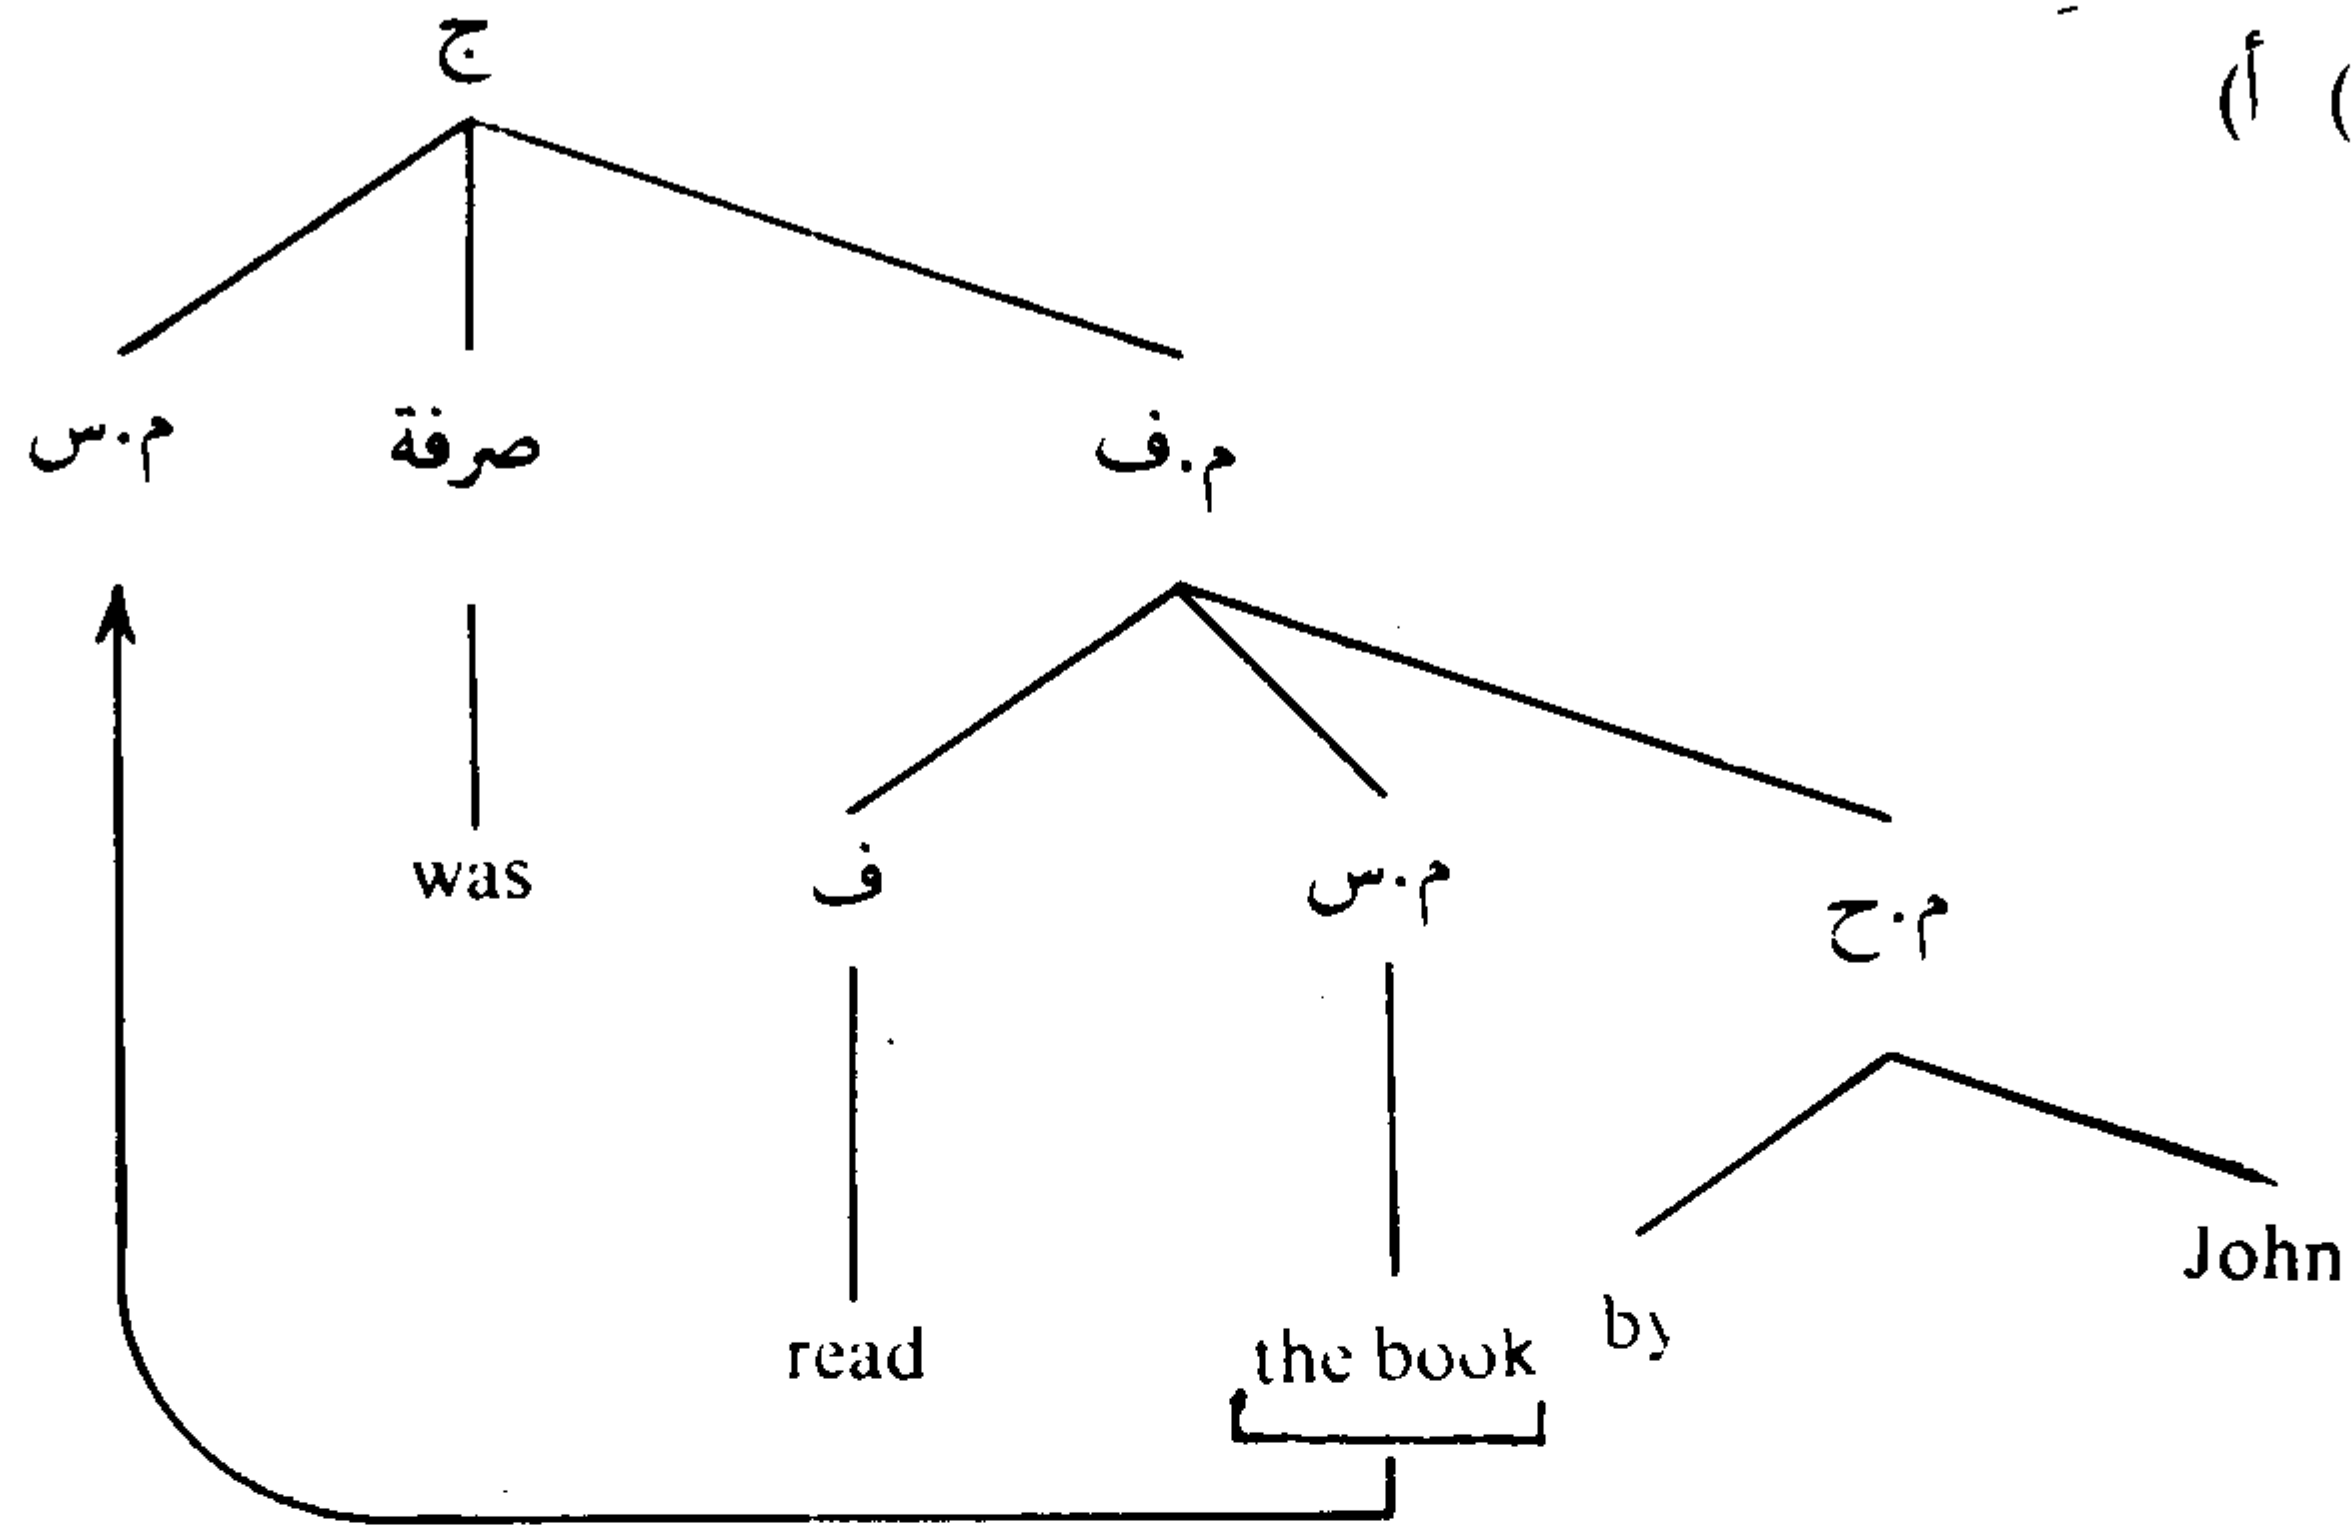 (أ)
ج
م.س صرفة م.ف
was ف م.س م.ح
read the book by John